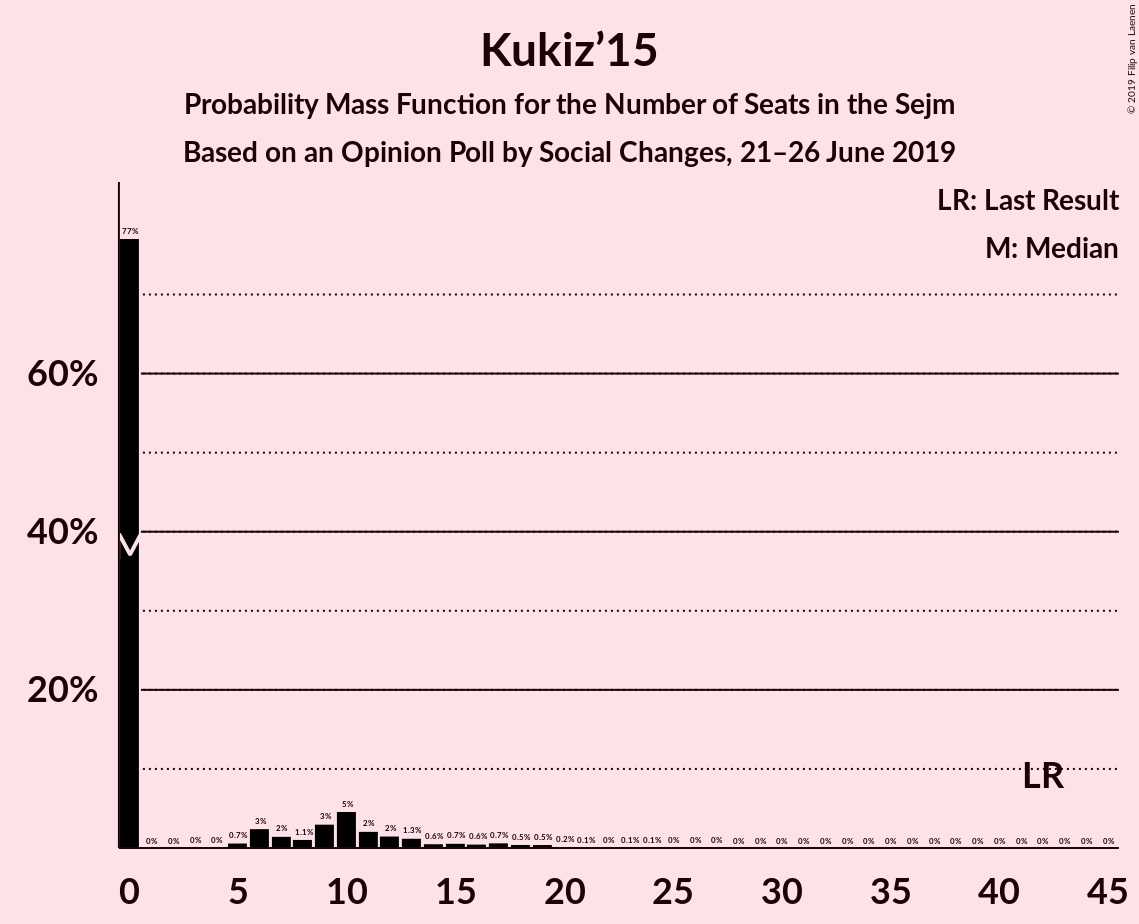 Kukiz’15
Probability Mass Function for the Number of Seats in the Sejm
Based on an Opinion Poll by Social Changes, 21–26 June 2019
© 2019 Filip van Laenen
LR: Last Result
M: Median
77%
60%
40%
20%
LR
0% 0% 0% 0% 0.7% 3% 2% 1.1% 3% 5% 2% 2% 1.3% 0.6% 0.7% 0.6% 0.7% 0.5% 0.5% 0.2% 0.1% 0% 0.1% 0.1% 0% 0% 0% 0% 0% 0% 0% 0% 0% 0% 0% 0% 0% 0% 0% 0% 0% 0% 0% 0% 0%
0 5 10 15 20 25 30 35 40 45